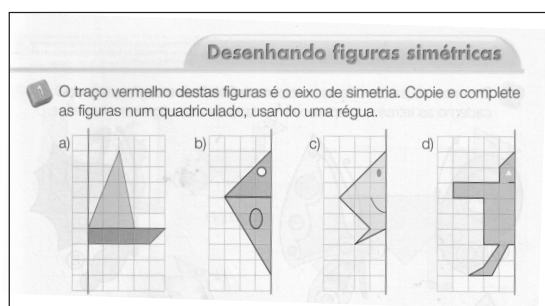 Desenhando figuras simétricas
1 O traço vermelho destas figuras é o eixo de simetria. Copie e complete
as figuras num quadriculado, usando uma régua.
a) b) c) d)